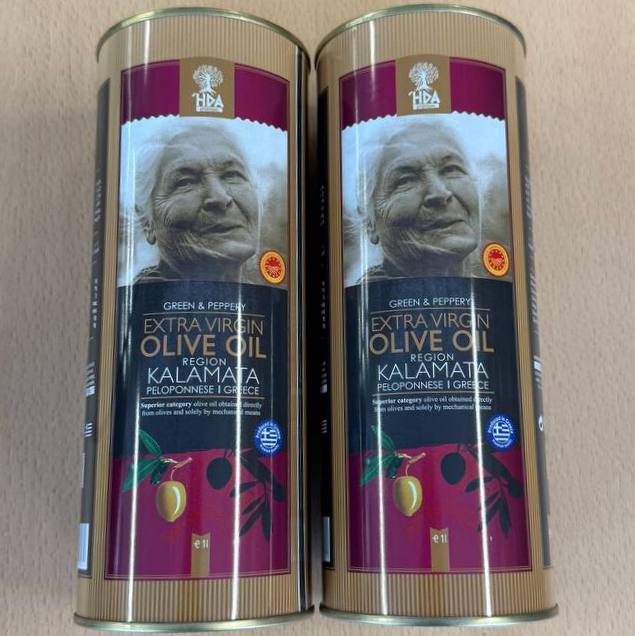 HDA
GREEN & PEPPERY
EXTRA VIRGIN
OLIVE OIL
REGION
KALAMATA
PELOPONNESE | GREECE
Superior category olive oil obtained directly
from olives and solely by mechanical means
e 1l
HDA
GREEN & PEPPERY
EXTRA VIRGIN
OLIVE OIL
REGION
KALAMATA
PELOPONNESE | GREECE
Superior category olive oil obtained directly
from olives and solely by mechanical means
e 1l